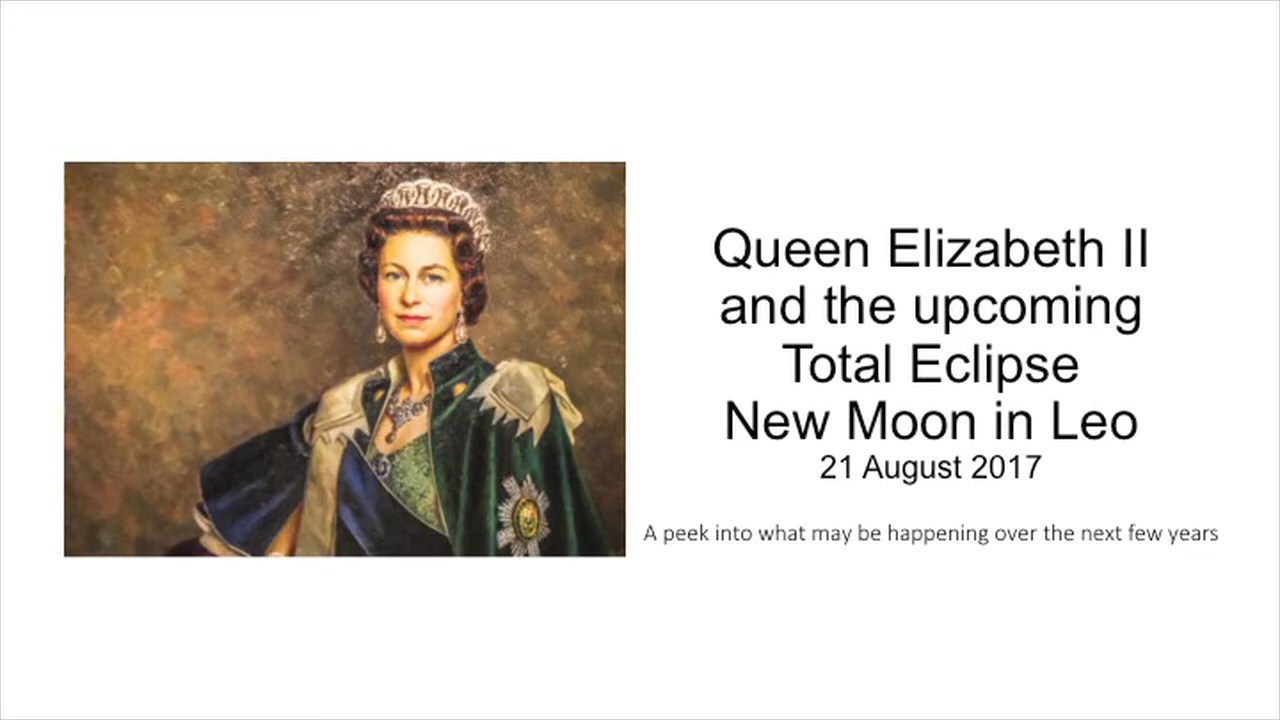 Queen Elizabeth II
and the upcoming
Total Eclipse
New Moon in Leo
21 August 2017
A peek into what may be happening over the next few years